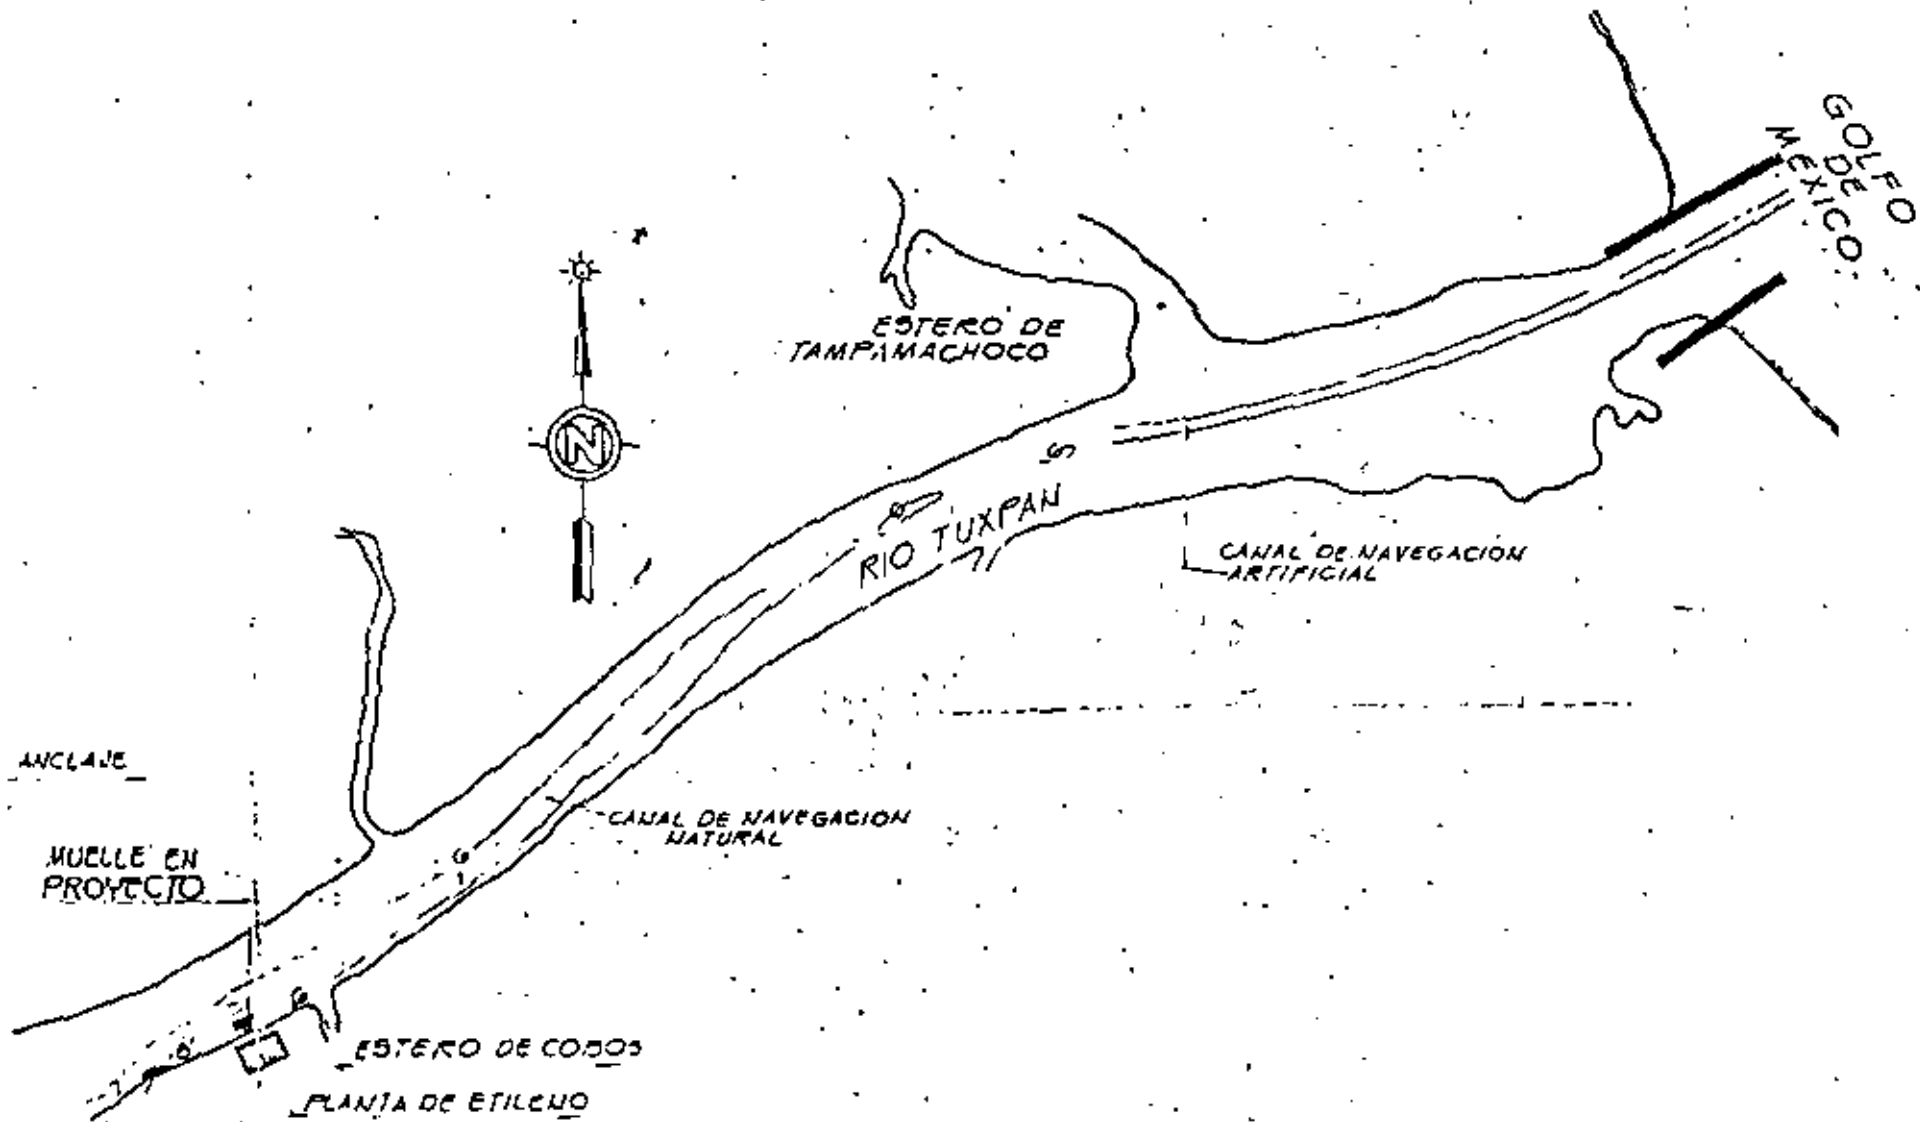 GOLFO
DE
MEXICO
ESTERO DE
TAMPAMACHOCO
N
RIO TUXPAN
CANAL DE NAVEGACIÓN
ARTIFICIAL
ANCLAJE
CANAL DE NAVEGACION
NATURAL
MUELLE EN
PROYECTO
ESTERO DE COBOS
PLANTA DE ETILENO